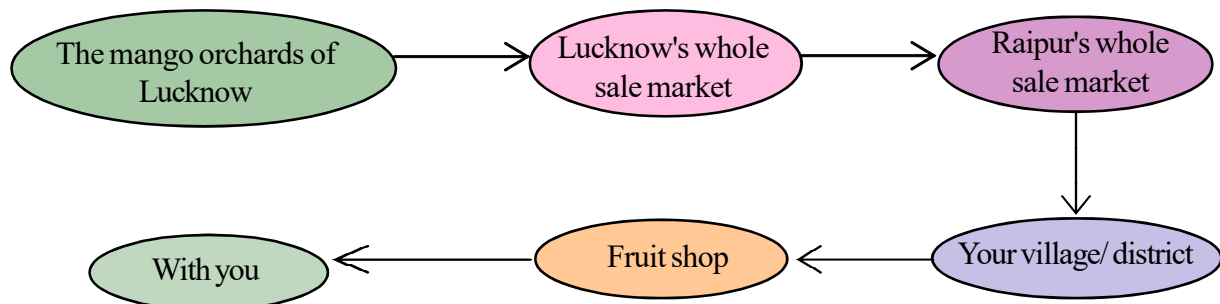 The mango orchards of
Lucknow
Lucknow's whole
sale market
Raipur's whole
sale market
Your village/ district
Fruit shop
With you